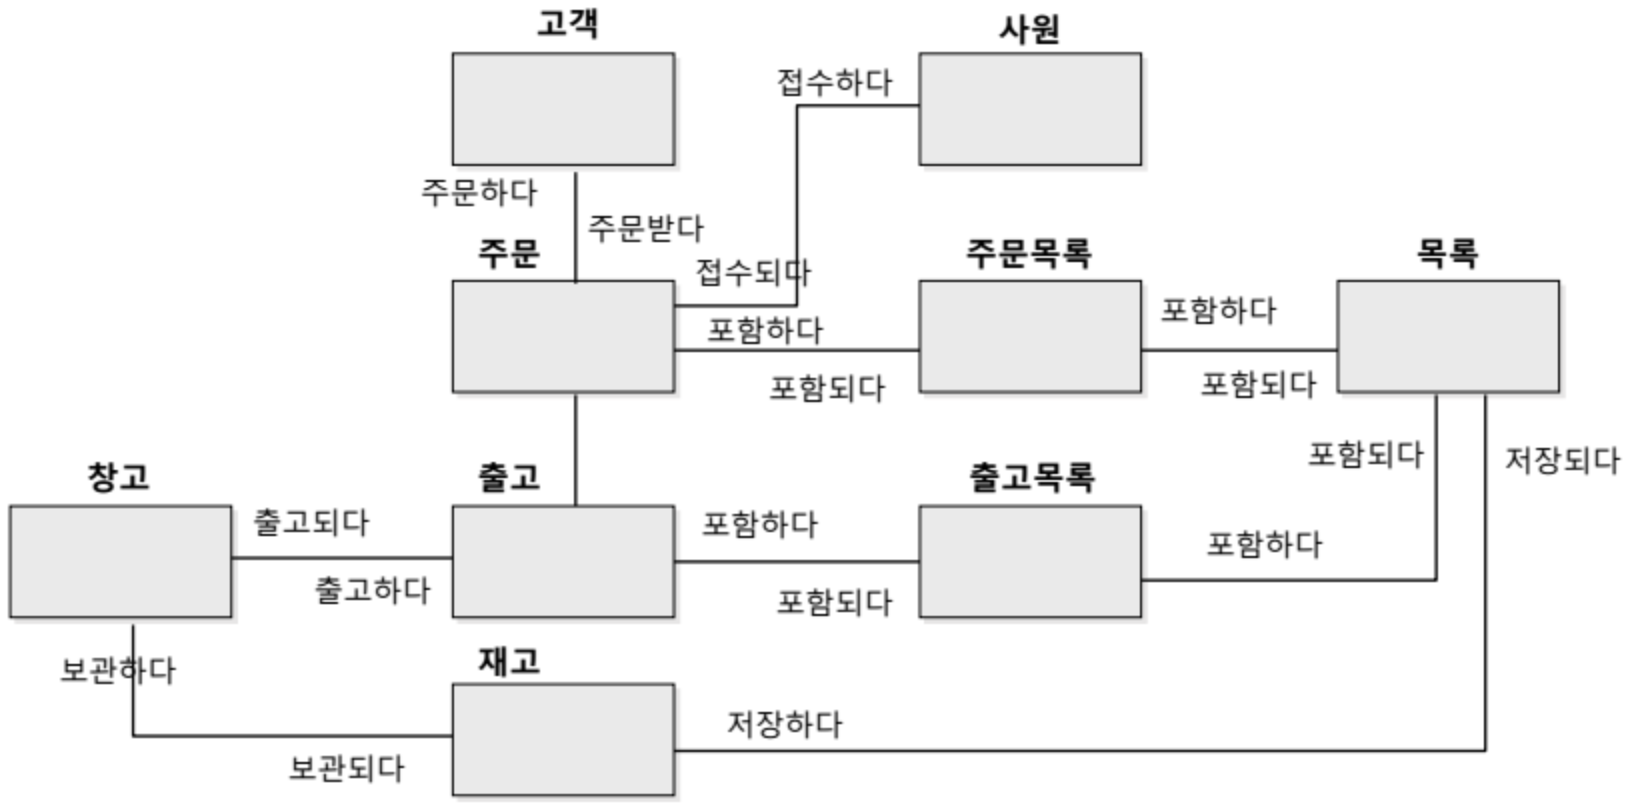 고객
사원
접수하다
주문하다
주문받다
주문
접수되다
주문목록
목록
포함하다
포함되다
포함하다
포함되다
창고
출고
출고목록
포함되다
저장되다
출고되다
출고하다
포함하다
포함되다
포함하다
보관하다
재고
보관되다
저장하다